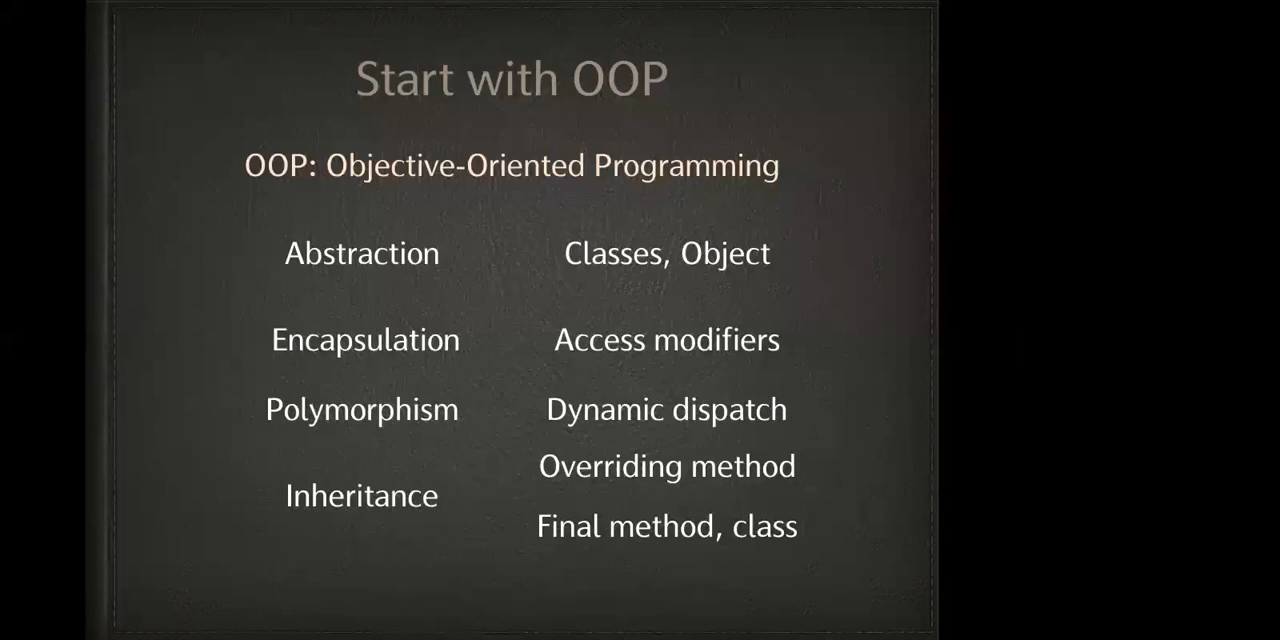 Start with OOP
OOP: Objective-Oriented Programming
Abstraction
Classes, Object
Encapsulation
Access modifiers
Polymorphism
Dynamic dispatch
Inheritance
Overriding method
Final method, class